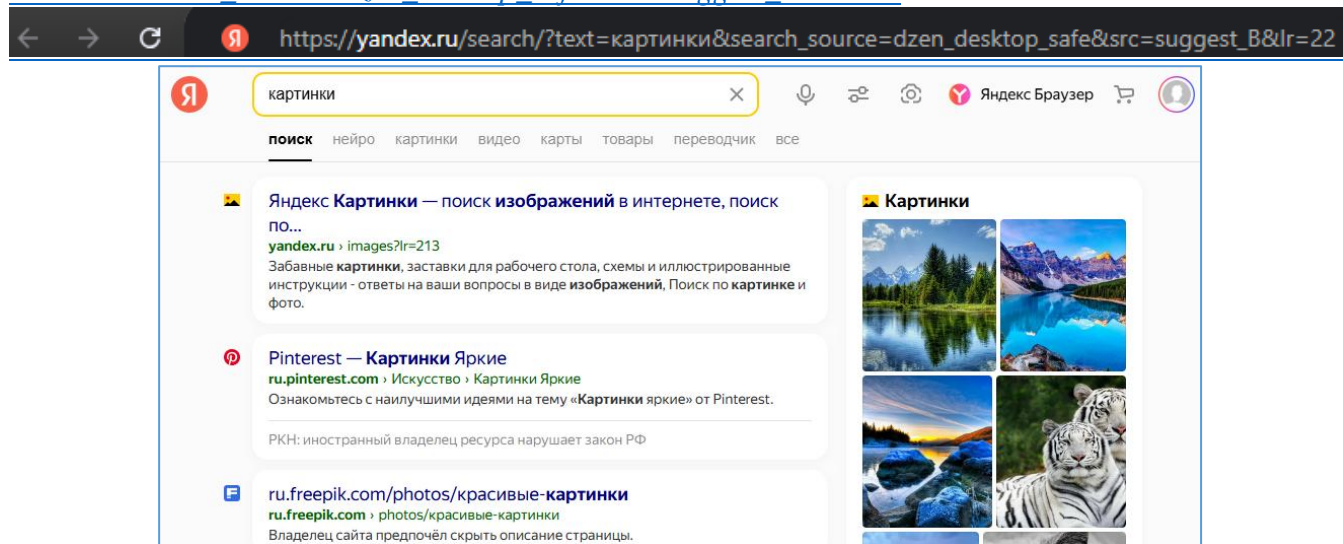 Я https://yandex.ru/search/?text=картинки&search_source=dzen_desktop_safe&src=suggest_B&lr=22
Я картинки Яндекс Браузер
поиск нейро картинки видео карты товары переводчик все
Яндекс Картинки — поиск изображений в интернете, поиск
по...
yandex.ru › images?lr=213
Забавные картинки, заставки для рабочего стола, схемы и иллюстрированные
инструкции - ответы на ваши вопросы в виде изображений, Поиск по картинке и
фото.
Pinterest — Картинки Яркие
ru.pinterest.com › Искусство › Картинки Яркие
Ознакомьтесь с наилучшими идеями на тему «Картинки яркие» от Pinterest.
РКН: иностранный владелец ресурса нарушает закон РФ
ru.freepik.com/photos/красивые-картинки
ru.freepik.com › photos/красивые-картинки
Владелец сайта предпочёл скрыть описание страницы.
Картинки